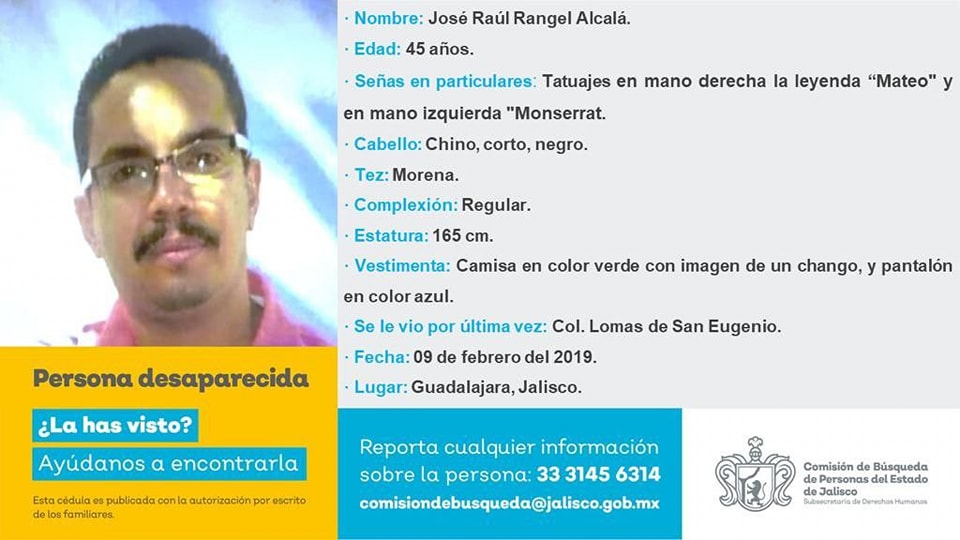 · Nombre: José Raúl Rangel Alcalá.
· Edad: 45 años.
· Señas en particulares: Tatuajes en mano derecha la leyenda “Mateo" y
en mano izquierda "Monserrat.
· Cabello: Chino, corto, negro.
· Tez: Morena.
· Complexión: Regular.
· Estatura: 165 cm.
· Vestimenta: Camisa en color verde con imagen de un chango, y pantalón
en color azul.
· Se le vio por última vez: Col. Lomas de San Eugenio.
· Fecha: 09 de febrero del 2019.
· Lugar: Guadalajara, Jalisco.
Persona desaparecida
¿La has visto?
Ayúdanos a encontrarla
Esta cédula es publicada con la autorización por escrito
de los familiares.
Reporta cualquier información
sobre la persona: 33 3145 6314
comisiondebusqueda@jalisco.gob.mx
Comisión de Búsqueda
de Personas del Estado
de Jalisco
Subsecretaría de Derechos Humanos